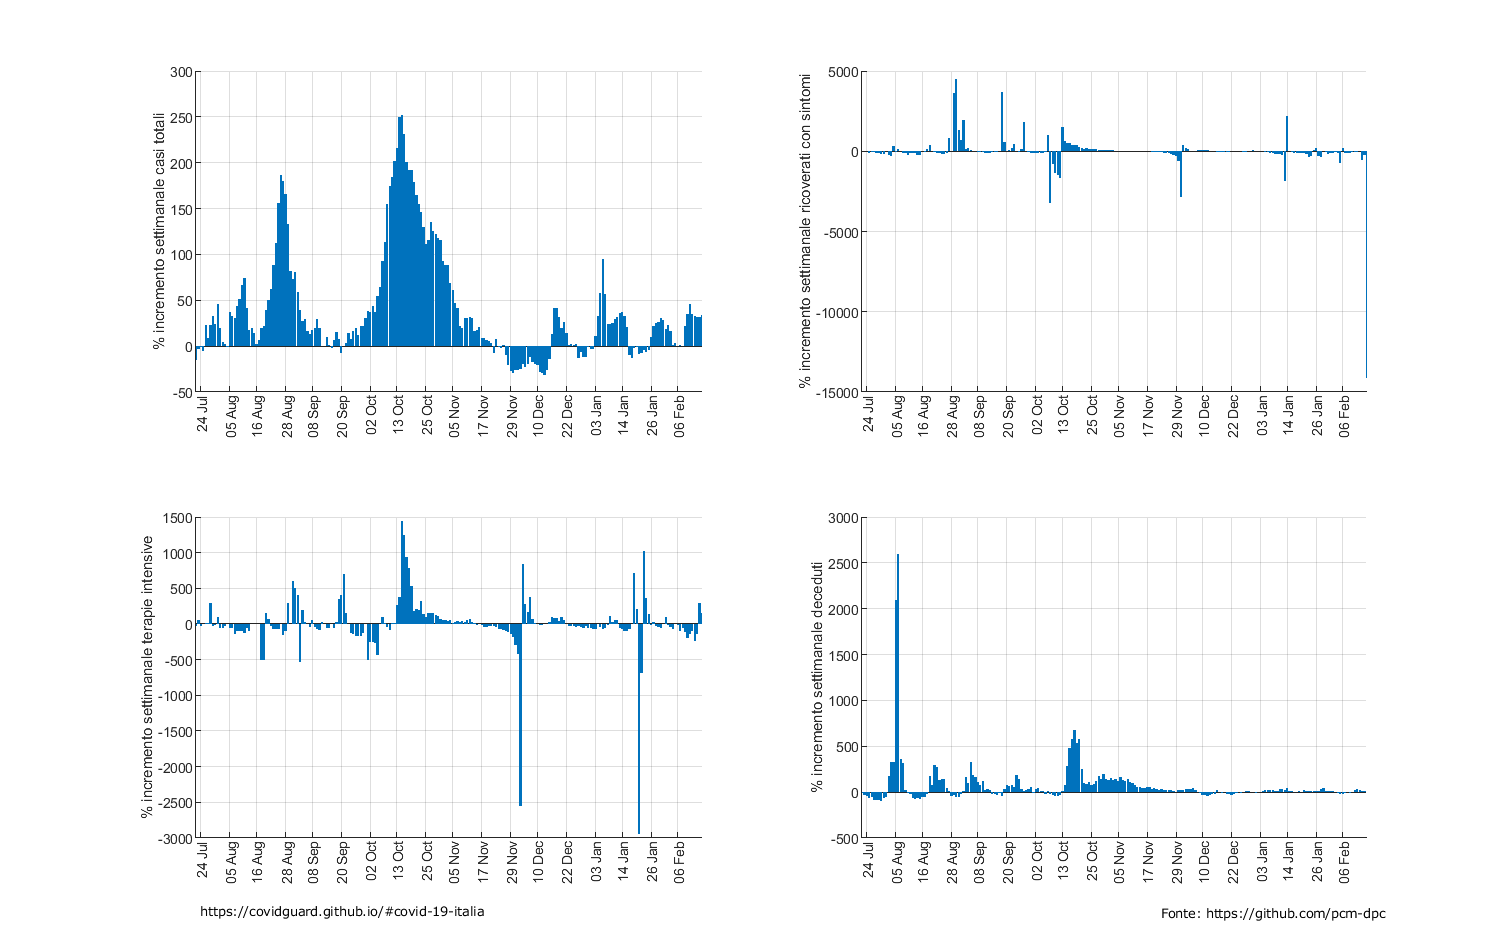 % incremento settimanale casi totali
300
250
200
150
100
50
0
-50
24 Jul
05 Aug
16 Aug
28 Aug
08 Sep
20 Sep
02 Oct
13 Oct
25 Oct
05 Nov
17 Nov
29 Nov
10 Dec
22 Dec
03 Jan
14 Jan
26 Jan
06 Feb
% incremento settimanale ricoverati con sintomi
5000
0
-5000
-10000
-15000
24 Jul
05 Aug
16 Aug
28 Aug
08 Sep
20 Sep
02 Oct
13 Oct
25 Oct
05 Nov
17 Nov
29 Nov
10 Dec
22 Dec
03 Jan
14 Jan
26 Jan
06 Feb
% incremento settimanale terapie intensive
1500
1000
500
0
-500
-1000
-1500
-2000
-2500
-3000
24 Jul
05 Aug
16 Aug
28 Aug
08 Sep
20 Sep
02 Oct
13 Oct
25 Oct
05 Nov
17 Nov
29 Nov
10 Dec
22 Dec
03 Jan
14 Jan
26 Jan
06 Feb
% incremento settimanale deceduti
3000
2500
2000
1500
1000
500
0
-500
24 Jul
05 Aug
16 Aug
28 Aug
08 Sep
20 Sep
02 Oct
13 Oct
25 Oct
05 Nov
17 Nov
29 Nov
10 Dec
22 Dec
03 Jan
14 Jan
26 Jan
06 Feb
https://covidguard.github.io/#covid-19-italia
Fonte: https://github.com/pcm-dpc